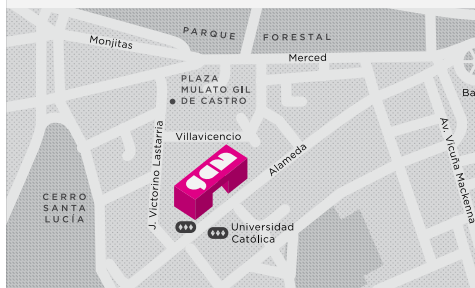 PARQUE FORESTAL
Monjitas
Merced
PLAZA
MULATO GIL
DE CASTRO
Ba
Villavicencio
J. Victorino Lastarria
Alameda
Av. Vicuña Mackenna
CERRO
SANTA
LUCÍA
Universidad
Católica